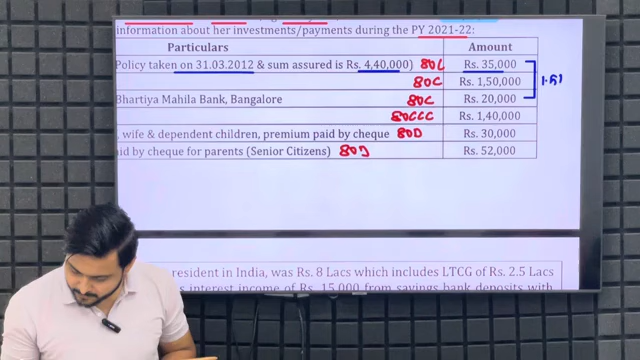 information about her investments/payments during the PY 2021-22:
Particulars Amount
Policy taken on 31.03.2012 & sum assured is Rs. 4,40,000) 80C Rs. 35,000
80C Rs. 1,50,000
Bhartiya Mahila Bank, Bangalore 80C Rs. 20,000
80CCC Rs. 1,40,000
, wife & dependent children, premium paid by cheque 80D Rs. 30,000
aid by cheque for parents (Senior Citizens) 80D Rs. 52,000
resident in India, was Rs. 8 Lacs which includes LTCG of Rs. 2.5 Lacs
s interest income of Rs. 15,000 from savings bank deposits with